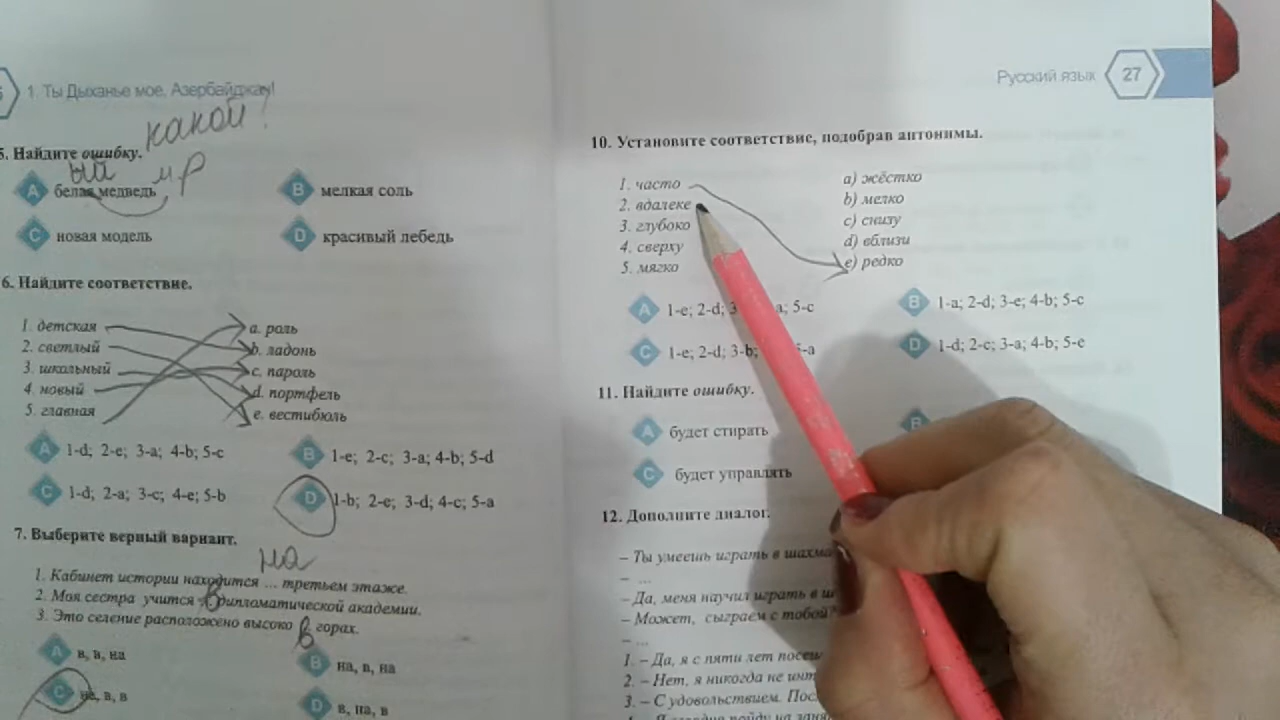 1. Ты Дыханье мое, Азербайджан!
какой?
5. Найдите ошибку.
ый
мр
A белая медведь
B мелкая соль
C новая модель
D красивый лебедь
6. Найдите соответствие.
1. детская
2. светлый
3. школьный
4. новый
5. главная
a. роль
b. ладонь
c. пароль
d. портфель
e. вестибюль
A 1-d; 2-e; 3-a; 4-b; 5-c
B 1-e; 2-c; 3-a; 4-b; 5-d
C 1-d; 2-a; 3-c; 4-e; 5-b
D 1-b; 2-e; 3-d; 4-c; 5-a
7. Выберите верный вариант.
на
1. Кабинет истории находится ... третьем этаже.
2. Моя сестра учится в дипломатической академии.
3. Это селение расположено высоко в горах.
A в, в, на
B на, в, на
C на, в, в
D в, на, в
Русский язык 27
10. Установите соответствие, подобрав антонимы.
1. часто
2. вдалеке
3. глубоко
4. сверху
5. мягко
a) жёстко
b) мелко
c) снизу
d) вблизи
e) редко
A 1-e; 2-d; 3 a; 5-c
B 1-a; 2-d; 3-e; 4-b; 5-c
C 1-e; 2-d; 3-b; 5-a
D 1-d; 2-c; 3-a; 4-b; 5-e
11. Найдите ошибку.
A будет стирать
B
C будет управлять
12. Дополните диалог.
– Ты умеешь играть в шахма
– ...
– Да, меня научил играть в ш
– Может, сыграем с тобой?
– ...
1. – Да, я с пяти лет посещ
2. – Нет, я никогда не инт
3. – С удовольствием. Пос